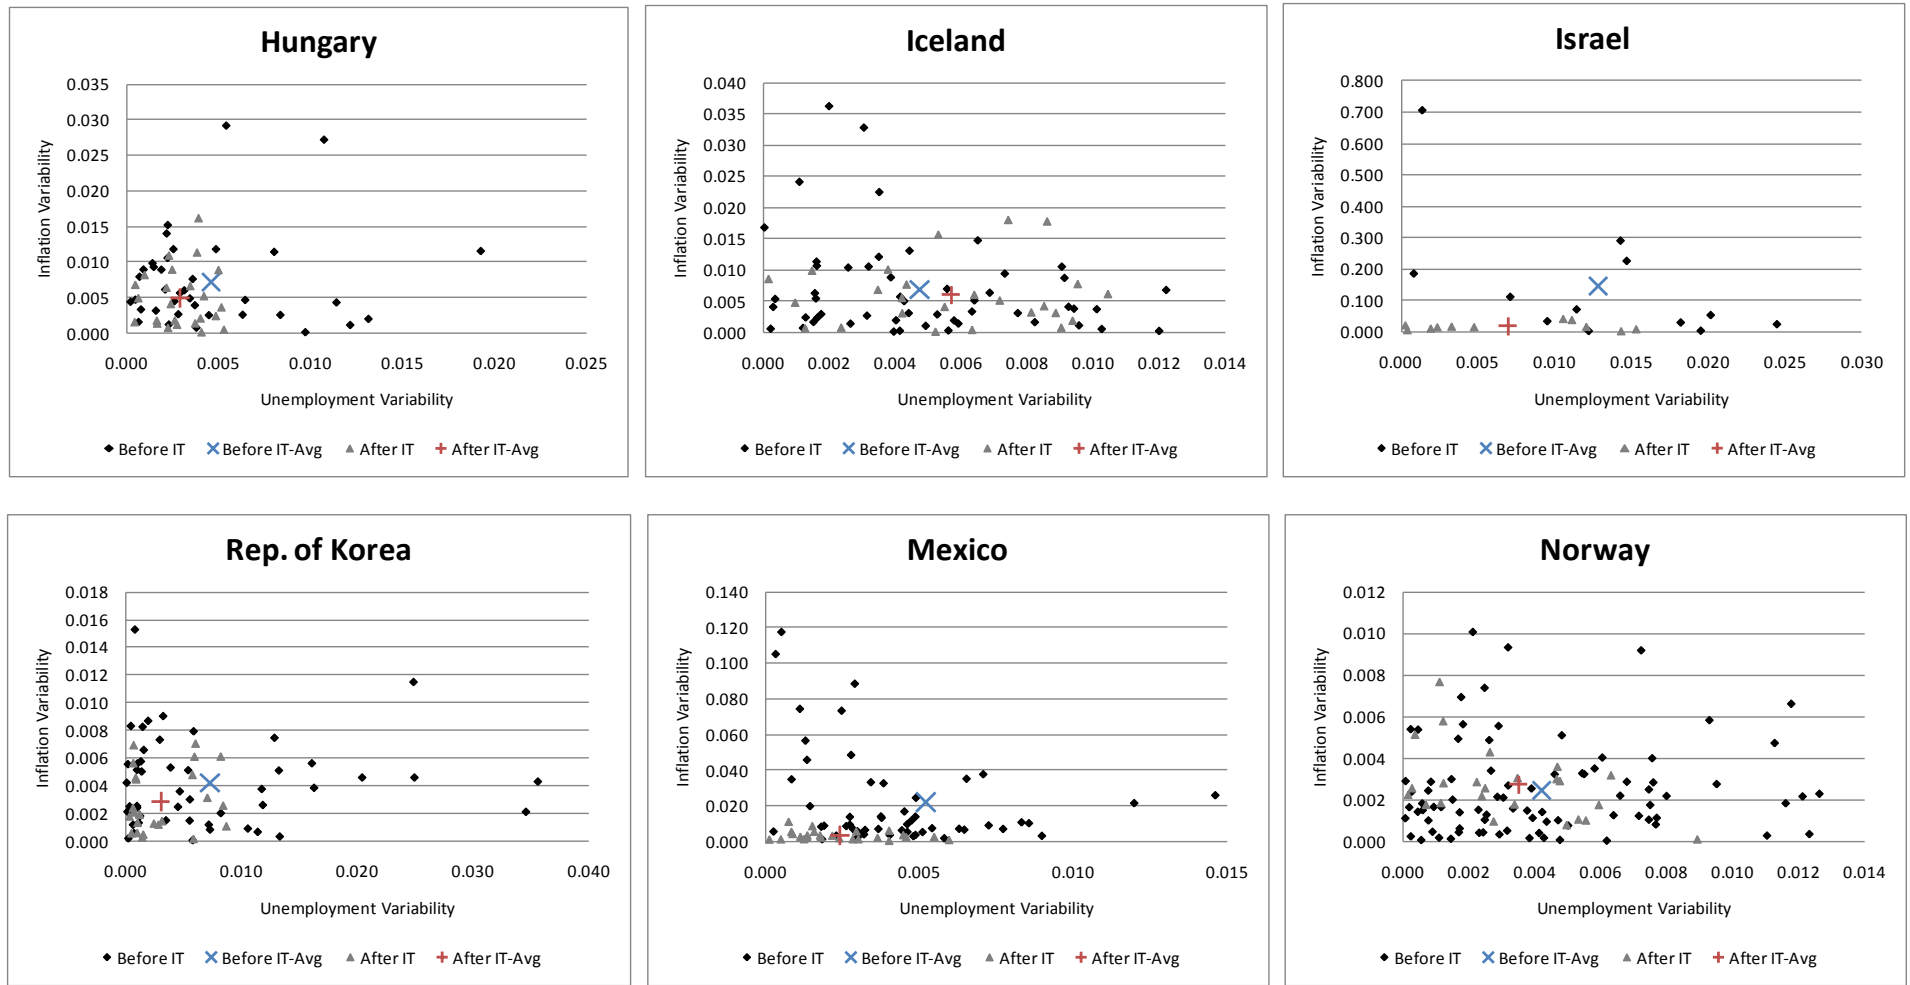 Hungary
0.035
0.030
0.025
0.020
0.015
0.010
0.005
0.000
0.000 0.005 0.010 0.015 0.020 0.025
Inflation Variability
Unemployment Variability
Before IT Before IT-Avg After IT After IT-Avg
Iceland
0.040
0.035
0.030
0.025
0.020
0.015
0.010
0.005
0.000
0.000 0.002 0.004 0.006 0.008 0.010 0.012 0.014
Inflation Variability
Unemployment Variability
Before IT Before IT-Avg After IT After IT-Avg
Israel
0.800
0.700
0.600
0.500
0.400
0.300
0.200
0.100
0.000
0.000 0.005 0.010 0.015 0.020 0.025 0.030
Inflation Variability
Unemployment Variability
Before IT Before IT-Avg After IT After IT-Avg
Rep. of Korea
0.018
0.016
0.014
0.012
0.010
0.008
0.006
0.004
0.002
0.000
0.000 0.010 0.020 0.030 0.040
Inflation Variability
Unemployment Variability
Before IT Before IT-Avg After IT After IT-Avg
Mexico
0.140
0.120
0.100
0.080
0.060
0.040
0.020
0.000
0.000 0.005 0.010 0.015
Inflation Variability
Unemployment Variability
Before IT Before IT-Avg After IT After IT-Avg
Norway
0.012
0.010
0.008
0.006
0.004
0.002
0.000
0.000 0.002 0.004 0.006 0.008 0.010 0.012 0.014
Inflation Variability
Unemployment Variability
Before IT Before IT-Avg After IT After IT-Avg